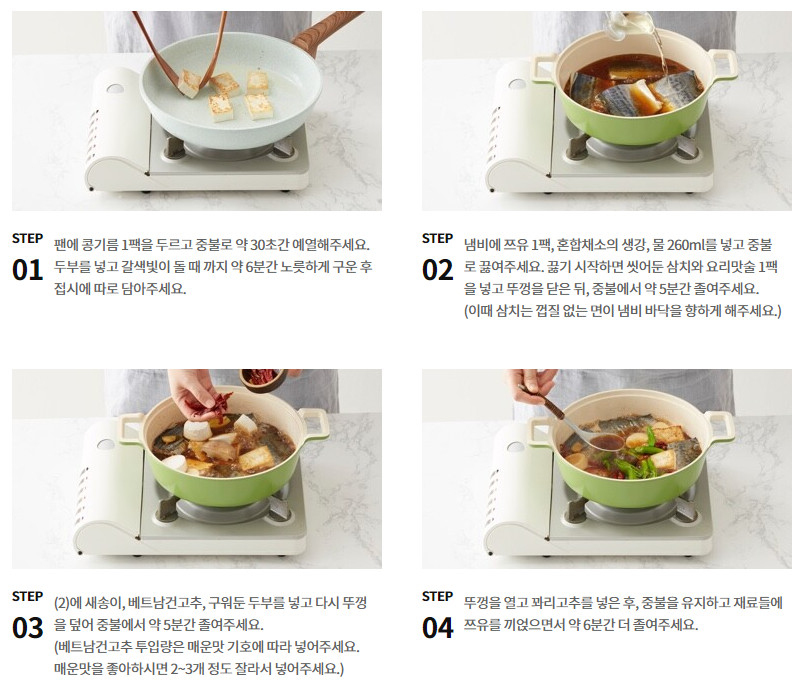 STEP
01
팬에 콩기름 1팩을 두르고 중불로 약 30초간 예열해주세요.
두부를 넣고 갈색빛이 돌 때 까지 약 6분간 노릇하게 구운 후
접시에 따로 담아주세요.
STEP
02
냄비에 쯔유 1팩, 혼합채소의 생강, 물 260ml를 넣고 중불
로 끓여주세요. 끓기 시작하면 씻어둔 삼치와 요리맛술 1팩
을 넣고 뚜껑을 닫은 뒤, 중불에서 약 5분간 졸여주세요.
(이때 삼치는 껍질 없는 면이 냄비 바닥을 향하게 해주세요.)
STEP
03
(2)에 새송이, 베트남건고추, 구워둔 두부를 넣고 다시 뚜껑
을 덮어 중불에서 약 5분간 졸여주세요.
(베트남건고추 투입량은 매운맛 기호에 따라 넣어주세요.
매운맛을 좋아하시면 2~3개 정도 잘라서 넣어주세요.)
STEP
04
뚜껑을 열고 꽈리고추를 넣은 후, 중불을 유지하고 재료들에
쯔유를 끼얹으면서 약 6분간 더 졸여주세요.